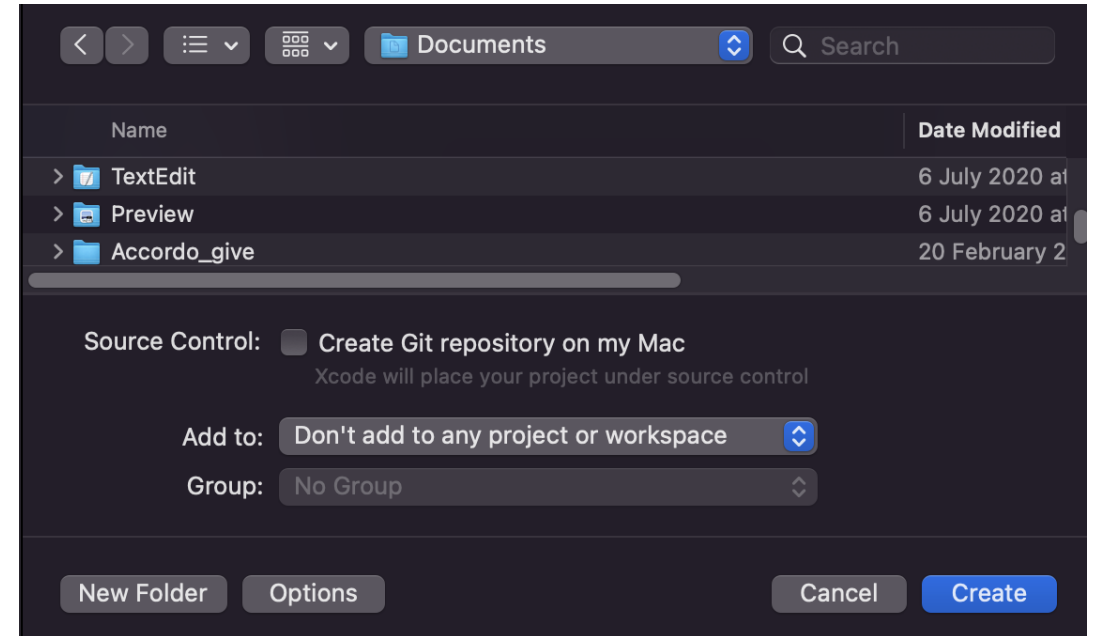 Documents
Search
Name Date Modified
TextEdit 6 July 2020 at
Preview 6 July 2020 at
Accordo_give 20 February 2
Source Control: Create Git repository on my Mac
Xcode will place your project under source control
Add to: Don't add to any project or workspace
Group: No Group
New Folder Options Cancel Create